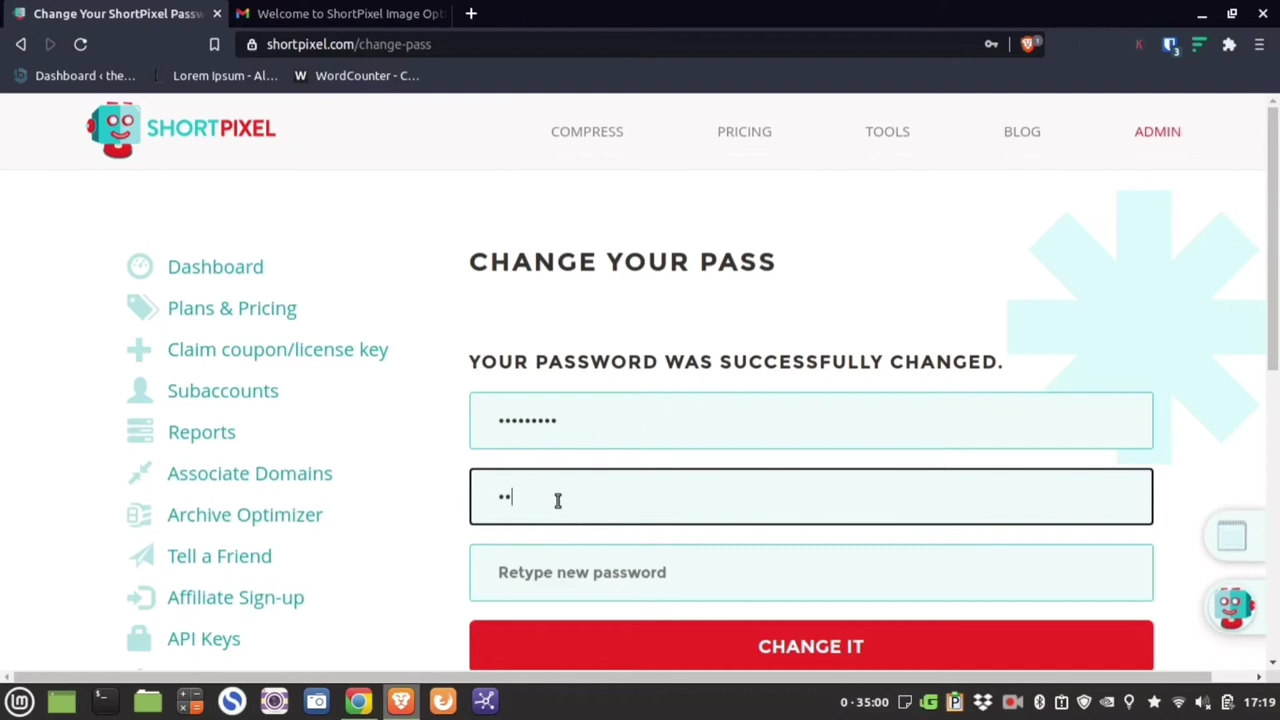 Change Your ShortPixel Passw
Welcome to ShortPixel Image Opt
shortpixel.com/change-pass
1
K
3
Dashboard ‹ the...
Lorem Ipsum - Al...
W WordCounter - C...
SHORTPIXEL
COMPRESS
PRICING
TOOLS
BLOG
ADMIN
CHANGE YOUR PASS
Dashboard
Plans & Pricing
Claim coupon/license key
Subaccounts
Reports
Associate Domains
Archive Optimizer
Tell a Friend
Affiliate Sign-up
API Keys
YOUR PASSWORD WAS SUCCESSFULLY CHANGED.
•••••••••
••
Retype new password
CHANGE IT
0 - 35:00
17:19